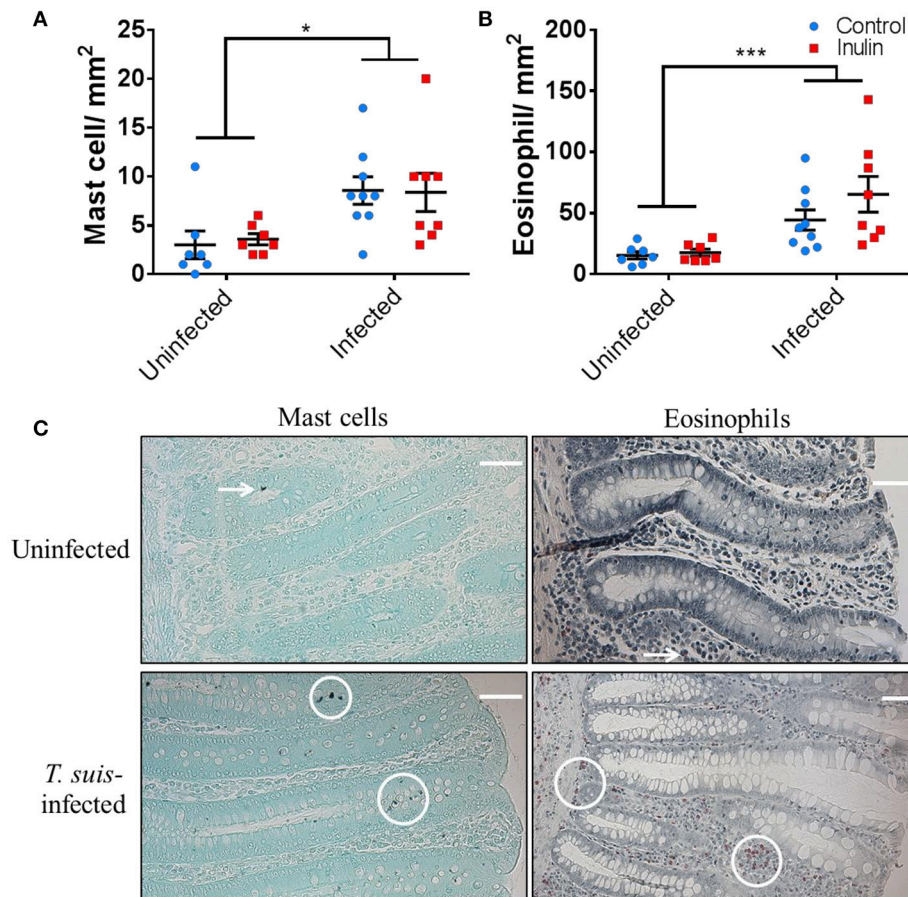 A
Mast cell/ mm²
25
20
15
10
5
0
*
Uninfected
Infected
B
Eosinophil/ mm²
200
150
100
50
0
***
Control
Inulin
Uninfected
Infected
C
Mast cells
Eosinophils
Uninfected
T. suis-
infected